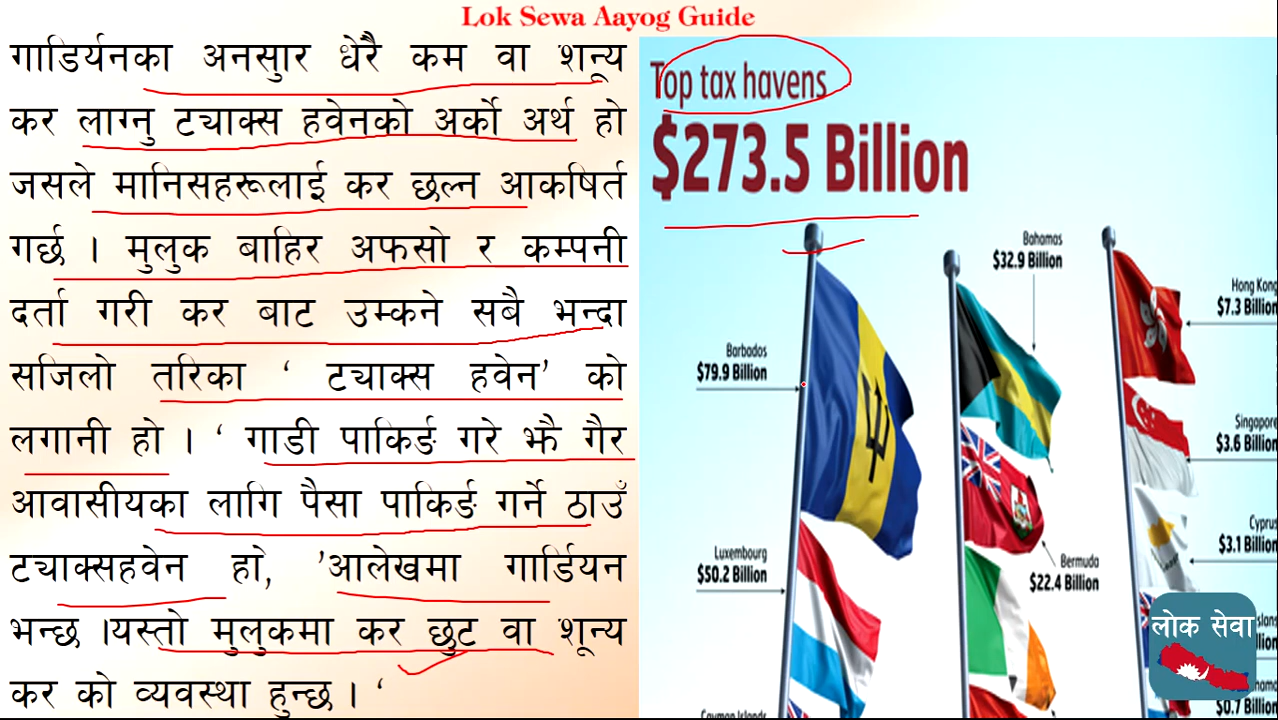 Lok Sewa Aayog Guide
गाडिर्यनका अनसुार धेरै कम वा शन्य
कर लाग्नु ट्याक्स हवेनको अर्को अर्थ हो
जसले मानिसहरूलाई कर छल्न आकषिर्त
गर्छ । मुलुक बाहिर अफसो र कम्पनी
दर्ता गरी कर बाट उम्कने सबै भन्दा
सजिलो तरिका ‘ ट्याक्स हवेन’ को
लगानी हो । ‘ गाडी पाकिर्ङ गरे झै गैर
आवासीयका लागि पैसा पाकिर्ङ गर्ने ठाउँ
ट्याक्सहवेन हो, ’आलेखमा गार्डियन
भन्छ ।यस्तो मुलुकमा कर छुट वा शून्य
कर को व्यवस्था हुन्छ । ‘
Top tax havens
$273.5 Billion
Barbados
$79.9 Billion
Luxembourg
$50.2 Billion
Cayman Islands
Bahamas
$32.9 Billion
Bermuda
$22.4 Billion
Hong Kong
$7.3 Billion
Singapore
$3.6 Billion
Cyprus
$3.1 Billion
$0.7 Billion
लोक सेवा